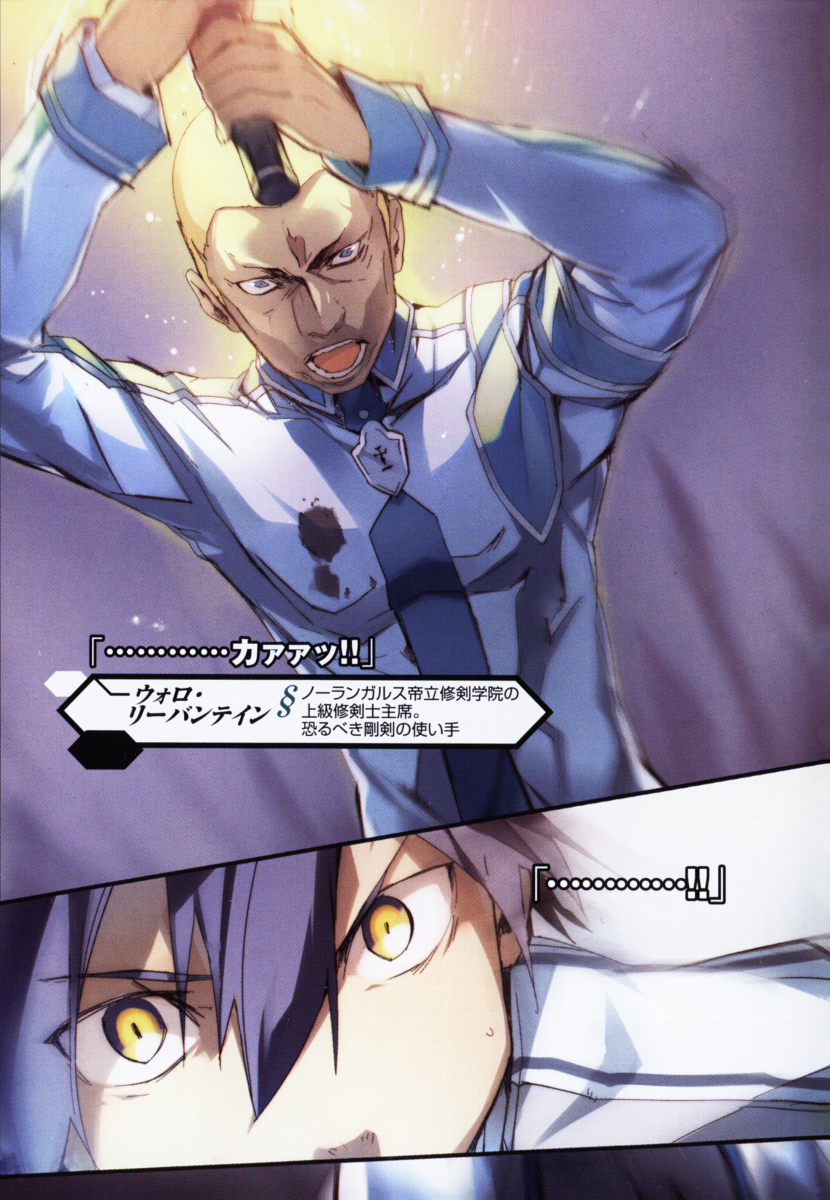 『…………カァァッ!!』
ウォロ・
リーバンテイン
§
ノーランガルス帝立修剣学院の
上級修剣士主席。
恐るべき剛剣の使い手
『…………!!』